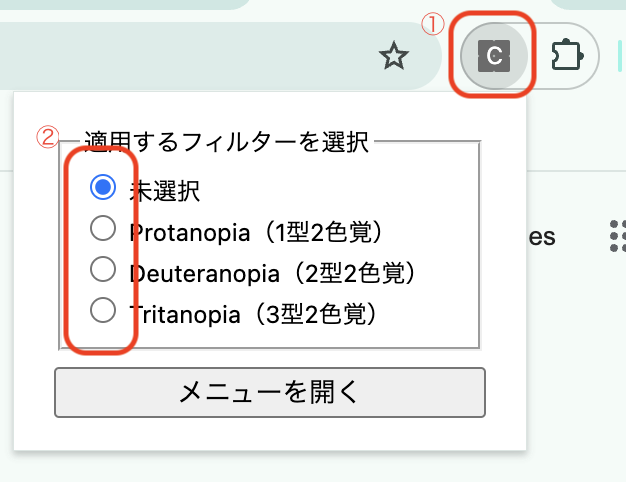 ①
C
② 適用するフィルターを選択
未選択
Protanopia（1型2色覚）
es
Deuteranopia（2型2色覚）
Tritanopia（3型2色覚）
メニューを開く